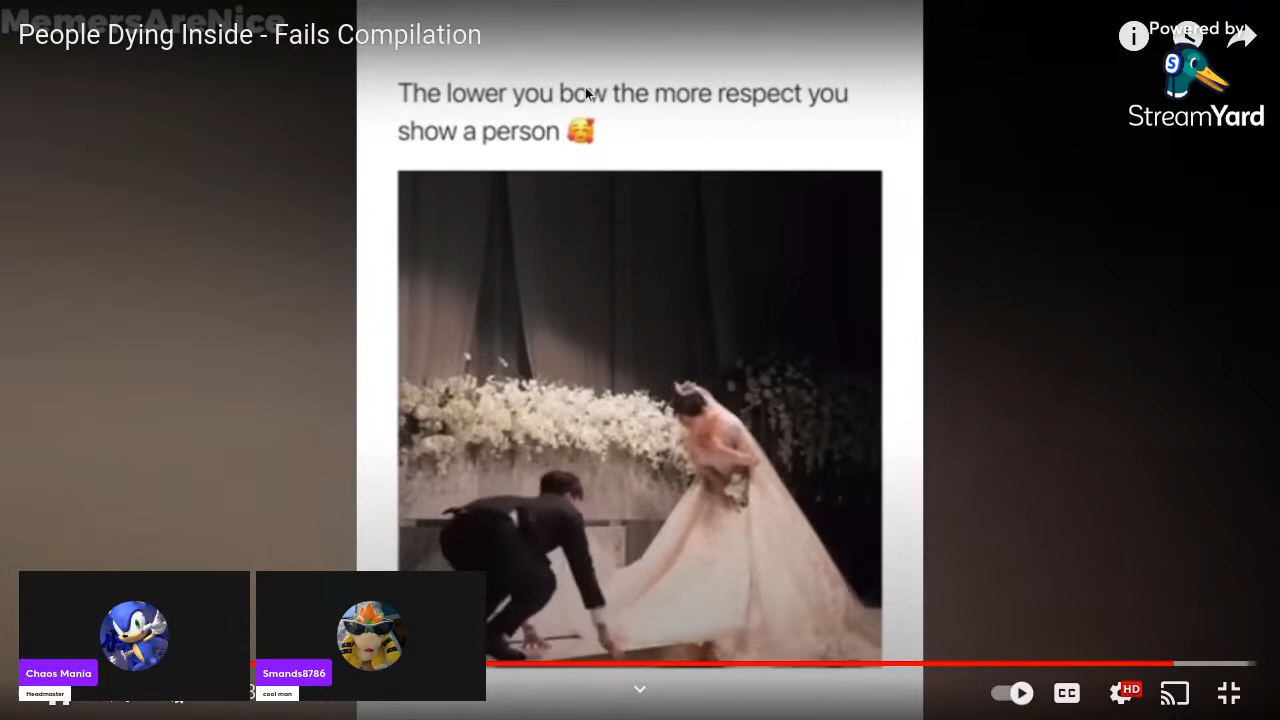 MemersAreNice
People Dying Inside - Fails Compilation
Powered by
S
StreamYard
The lower you bow the more respect you
show a person 🥰
Chaos Mania
Headmaster
Smands8786
cool man
CC
HD